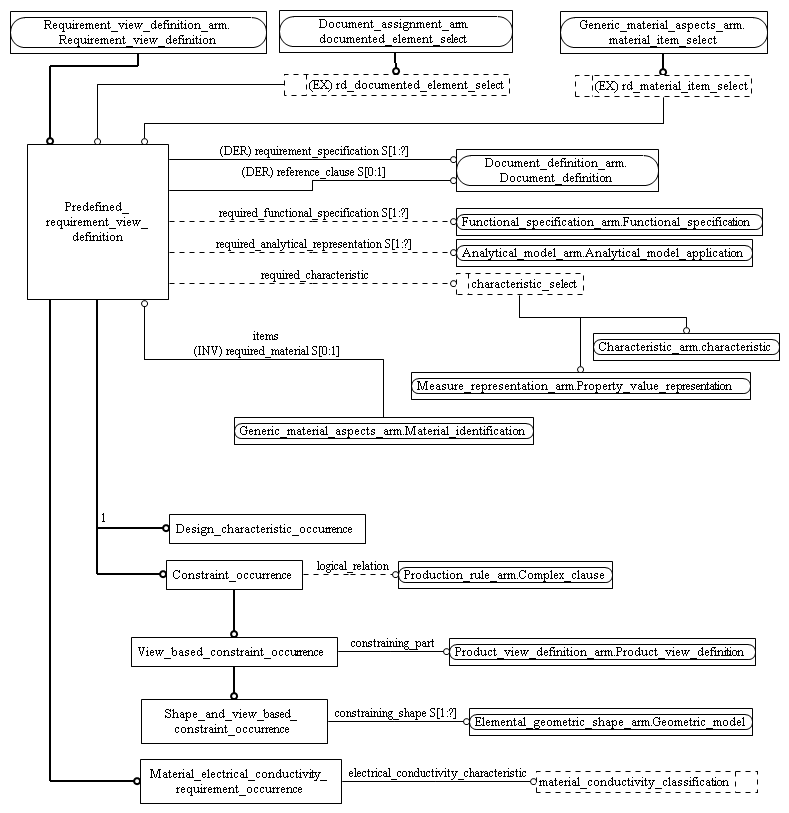 Requirement_view_definition_arm.
Requirement_view_definition
Document_assignment_arm.
documented_element_select
Generic_material_aspects_arm.
material_item_select
(EX) rd_documented_element_select
(EX) rd_material_item_select
(DER) requirement_specification S[1:?]
(DER) reference_clause S[0:1]
Document_definition_arm.
Document_definition
Predefined_
requirement_view_
definition
required_functional_specification S[1:?]
Functional_specification_arm.Functional_specification
required_analytical_representation S[1:?]
Analytical_model_arm.Analytical_model_application
required_characteristic
characteristic_select
items
(INV) required_material S[0:1]
Characteristic_arm.characteristic
Measure_representation_arm.Property_value_representation
Generic_material_aspects_arm.Material_identification
1
Design_characteristic_occurrence
Constraint_occurrence
logical_relation
Production_rule_arm.Complex_clause
View_based_constraint_occurrence
constraining_part
Product_view_definition_arm.Product_view_definition
Shape_and_view_based_
constraint_occurrence
constraining_shape S[1:?]
Elemental_geometric_shape_arm.Geometric_model
Material_electrical_conductivity_
requirement_occurrence
electrical_conductivity_characteristic
material_conductivity_classification